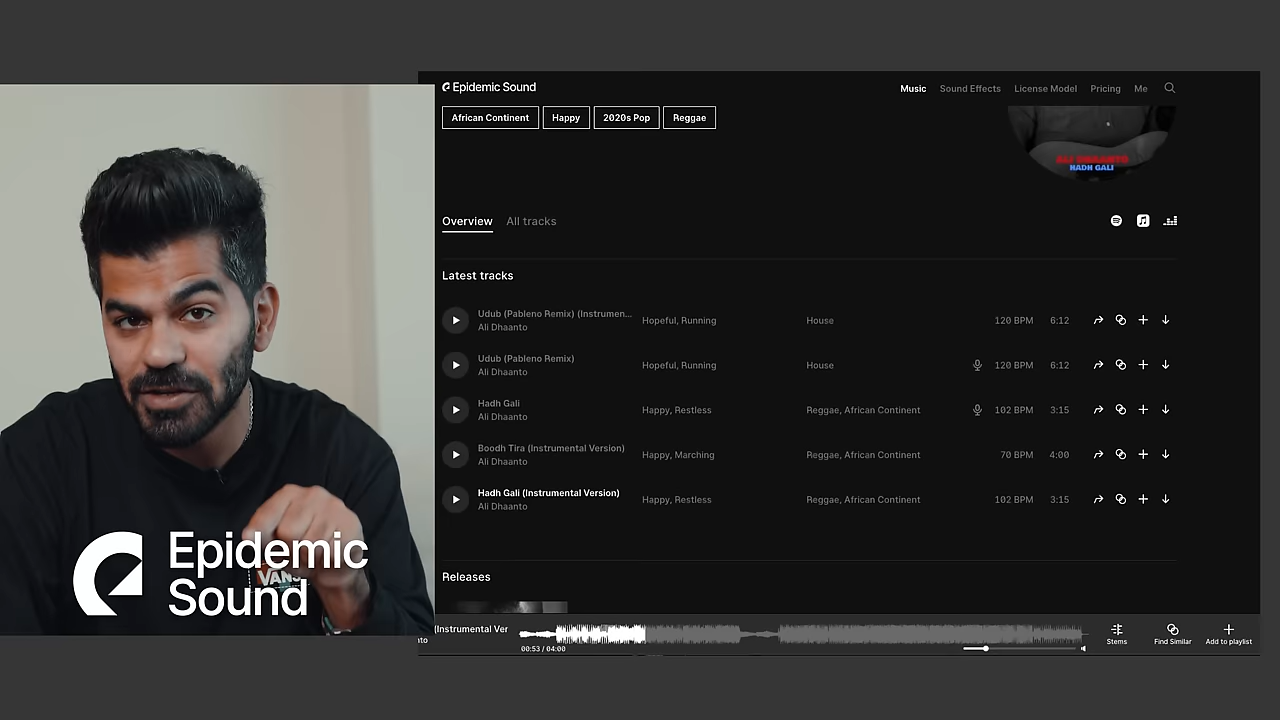 Epidemic Sound
Music
Sound Effects
License Model
Pricing
Me
African Continent
Happy
2020s Pop
Reggae
ALI DHAANTO
HADH GALI
Overview
All tracks
Latest tracks
Udub (Pableno Remix) (Instrumen...
Ali Dhaanto
Hopeful, Running
House
120 BPM
6:12
Udub (Pableno Remix)
Ali Dhaanto
Hopeful, Running
House
120 BPM
6:12
Hadh Gali
Ali Dhaanto
Happy, Restless
Reggae, African Continent
102 BPM
3:15
Boodh Tira (Instrumental Version)
Ali Dhaanto
Happy, Marching
Reggae, African Continent
70 BPM
4:00
Hadh Gali (Instrumental Version)
Ali Dhaanto
Happy, Restless
Reggae, African Continent
102 BPM
3:15
Releases
(Instrumental Ver
nto
00:53 / 04:00
Stems
Find Similar
Add to playlist
Epidemic
Sound
VANS